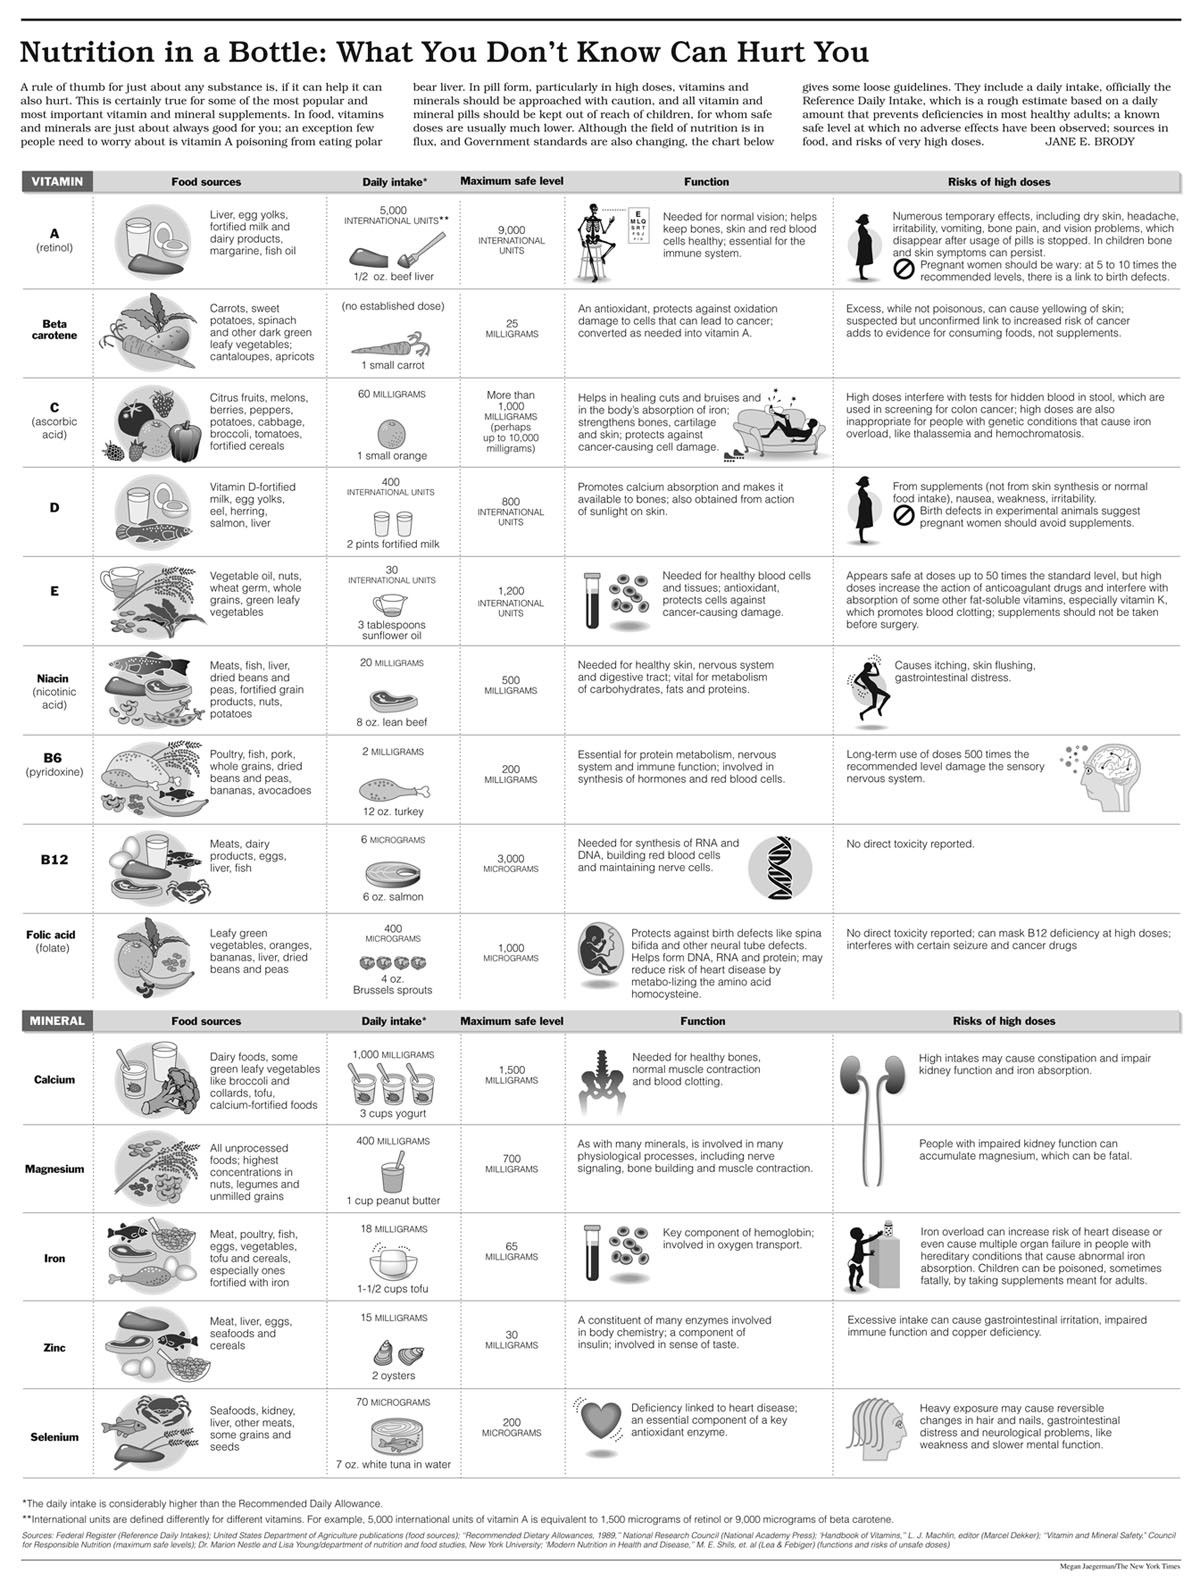 Nutrition in a Bottle: What You Don't Know Can Hurt You
A rule of thumb for just about any substance is, if it can help it can
also hurt. This is certainly true for some of the most popular and
most important vitamin and mineral supplements. In food, vitamins
and minerals are just about always good for you; an exception few
people need to worry about is vitamin A poisoning from eating polar
bear liver. In pill form, particularly in high doses, vitamins and
minerals should be approached with caution, and all vitamin and
mineral pills should be kept out of reach of children, for whom safe
doses are usually much lower. Although the field of nutrition is in
flux, and Government standards are also changing, the chart below
gives some loose guidelines. They include a daily intake, officially the
Reference Daily Intake, which is a rough estimate based on a daily
amount that prevents deficiencies in most healthy adults; a known
safe level at which no adverse effects have been observed; sources in
food, and risks of very high doses. JANE E. BRODY
VITAMIN Food sources Daily intake* Maximum safe level Function Risks of high doses
A
(retinol)
Liver, egg yolks,
fortified milk and
dairy products,
margarine, fish oil
5,000
INTERNATIONAL UNITS**
1/2 oz. beef liver
9,000
INTERNATIONAL
UNITS
E
MLQ
SRT
Needed for normal vision; helps
keep bones, skin and red blood
cells healthy; essential for the
immune system.
Numerous temporary effects, including dry skin, headache,
irritability, vomiting, bone pain, and vision problems, which
disappear after usage of pills is stopped. In children bone
and skin symptoms can persist.
Pregnant women should be wary: at 5 to 10 times the
recommended levels, there is a link to birth defects.
Beta
carotene
Carrots, sweet
potatoes, spinach
and other dark green
leafy vegetables;
cantaloupes, apricots
(no established dose)
1 small carrot
25
MILLIGRAMS
An antioxidant, protects against oxidation
damage to cells that can lead to cancer;
converted as needed into vitamin A.
Excess, while not poisonous, can cause yellowing of skin;
suspected but unconfirmed link to increased risk of cancer
adds to evidence for consuming foods, not supplements.
C
(ascorbic
acid)
Citrus fruits, melons,
berries, peppers,
potatoes, cabbage,
broccoli, tomatoes,
fortified cereals
60 MILLIGRAMS
1 small orange
More than
1,000
MILLIGRAMS
(perhaps
up to 10,000
milligrams)
Helps in healing cuts and bruises and
in the body's absorption of iron;
strengthens bones, cartilage
and skin; protects against
cancer-causing cell damage.
High doses interfere with tests for hidden blood in stool, which are
used in screening for colon cancer; high doses are also
inappropriate for people with genetic conditions that cause iron
overload, like thalassemia and hemochromatosis.
D
Vitamin D-fortified
milk, egg yolks,
eel, herring,
salmon, liver
400
INTERNATIONAL UNITS
2 pints fortified milk
800
INTERNATIONAL
UNITS
Promotes calcium absorption and makes it
available to bones; also obtained from action
of sunlight on skin.
From supplements (not from skin synthesis or normal
food intake), nausea, weakness, irritability.
Birth defects in experimental animals suggest
pregnant women should avoid supplements.
E
Vegetable oil, nuts,
wheat germ, whole
grains, green leafy
vegetables
30
INTERNATIONAL UNITS
3 tablespoons
sunflower oil
1,200
INTERNATIONAL
UNITS
Needed for healthy blood cells
and tissues; antioxidant,
protects cells against
cancer-causing damage.
Appears safe at doses up to 50 times the standard level, but high
doses increase the action of anticoagulant drugs and interfere with
absorption of some other fat-soluble vitamins, especially vitamin K,
which promotes blood clotting; supplements should not be taken
before surgery.
Niacin
(nicotinic
acid)
Meats, fish, liver,
dried beans and
peas, fortified grain
products, nuts,
potatoes
20 MILLIGRAMS
8 oz. lean beef
500
MILLIGRAMS
Needed for healthy skin, nervous system
and digestive tract; vital for metabolism
of carbohydrates, fats and proteins.
Causes itching, skin flushing,
gastrointestinal distress.
B6
(pyridoxine)
Poultry, fish, pork,
whole grains, dried
beans and peas,
bananas, avocadoes
2 MILLIGRAMS
12 oz. turkey
200
MILLIGRAMS
Essential for protein metabolism, nervous
system and immune function; involved in
synthesis of hormones and red blood cells.
Long-term use of doses 500 times the
recommended level damage the sensory
nervous system.
B12
Meats, dairy
products, eggs,
liver, fish
6 MICROGRAMS
6 oz. salmon
3,000
MICROGRAMS
Needed for synthesis of RNA and
DNA, building red blood cells
and maintaining nerve cells.
No direct toxicity reported.
Folic acid
(folate)
Leafy green
vegetables, oranges,
bananas, liver, dried
beans and peas
400
MICROGRAMS
4 oz.
Brussels sprouts
1,000
MICROGRAMS
Protects against birth defects like spina
bifida and other neural tube defects.
Helps form DNA, RNA and protein; may
reduce risk of heart disease by
metabo-lizing the amino acid
homocysteine.
No direct toxicity reported; can mask B12 deficiency at high doses;
interferes with certain seizure and cancer drugs
MINERAL Food sources Daily intake* Maximum safe level Function Risks of high doses
Calcium
Dairy foods, some
green leafy vegetables
like broccoli and
collards, tofu,
calcium-fortified foods
1,000 MILLIGRAMS
3 cups yogurt
1,500
MILLIGRAMS
Needed for healthy bones,
normal muscle contraction
and blood clotting.
High intakes may cause constipation and impair
kidney function and iron absorption.
Magnesium
All unprocessed
foods; highest
concentrations in
nuts, legumes and
unmilled grains
400 MILLIGRAMS
1 cup peanut butter
700
MILLIGRAMS
As with many minerals, is involved in many
physiological processes, including nerve
signaling, bone building and muscle contraction.
People with impaired kidney function can
accumulate magnesium, which can be fatal.
Iron
Meat, poultry, fish,
eggs, vegetables,
tofu and cereals,
especially ones
fortified with iron
18 MILLIGRAMS
1-1/2 cups tofu
65
MILLIGRAMS
Key component of hemoglobin;
involved in oxygen transport.
Iron overload can increase risk of heart disease or
even cause multiple organ failure in people with
hereditary conditions that cause abnormal iron
absorption. Children can be poisoned, sometimes
fatally, by taking supplements meant for adults.
Zinc
Meat, liver, eggs,
seafoods and
cereals
15 MILLIGRAMS
2 oysters
30
MILLIGRAMS
A constituent of many enzymes involved
in body chemistry; a component of
insulin; involved in sense of taste.
Excessive intake can cause gastrointestinal irritation, impaired
immune function and copper deficiency.
Selenium
Seafoods, kidney,
liver, other meats,
some grains and
seeds
70 MICROGRAMS
7 oz. white tuna in water
200
MICROGRAMS
Deficiency linked to heart disease;
an essential component of a key
antioxidant enzyme.
Heavy exposure may cause reversible
changes in hair and nails, gastrointestinal
distress and neurological problems, like
weakness and slower mental function.
*The daily intake is considerably higher than the Recommended Daily Allowance.
**International units are defined differently for different vitamins. For example, 5,000 international units of vitamin A is equivalent to 1,500 micrograms of retinol or 9,000 micrograms of beta carotene.
Sources: Federal Register (Reference Daily Intakes); United States Department of Agriculture publications (food sources); "Recommended Dietary Allowances, 1989," National Research Council (National Academy Press); 'Handbook of Vitamins," L. J. Machlin, editor (Marcel Dekker); "Vitamin and Mineral Safety," Council
for Responsible Nutrition (maximum safe levels); Dr. Marion Nestle and Lisa Young/department of nutrition and food studies, New York University; 'Modern Nutrition in Health and Disease," M. E. Shils, et. al (Lea & Febiger) (functions and risks of unsafe doses)
Megan Jaegerman/The New York Times